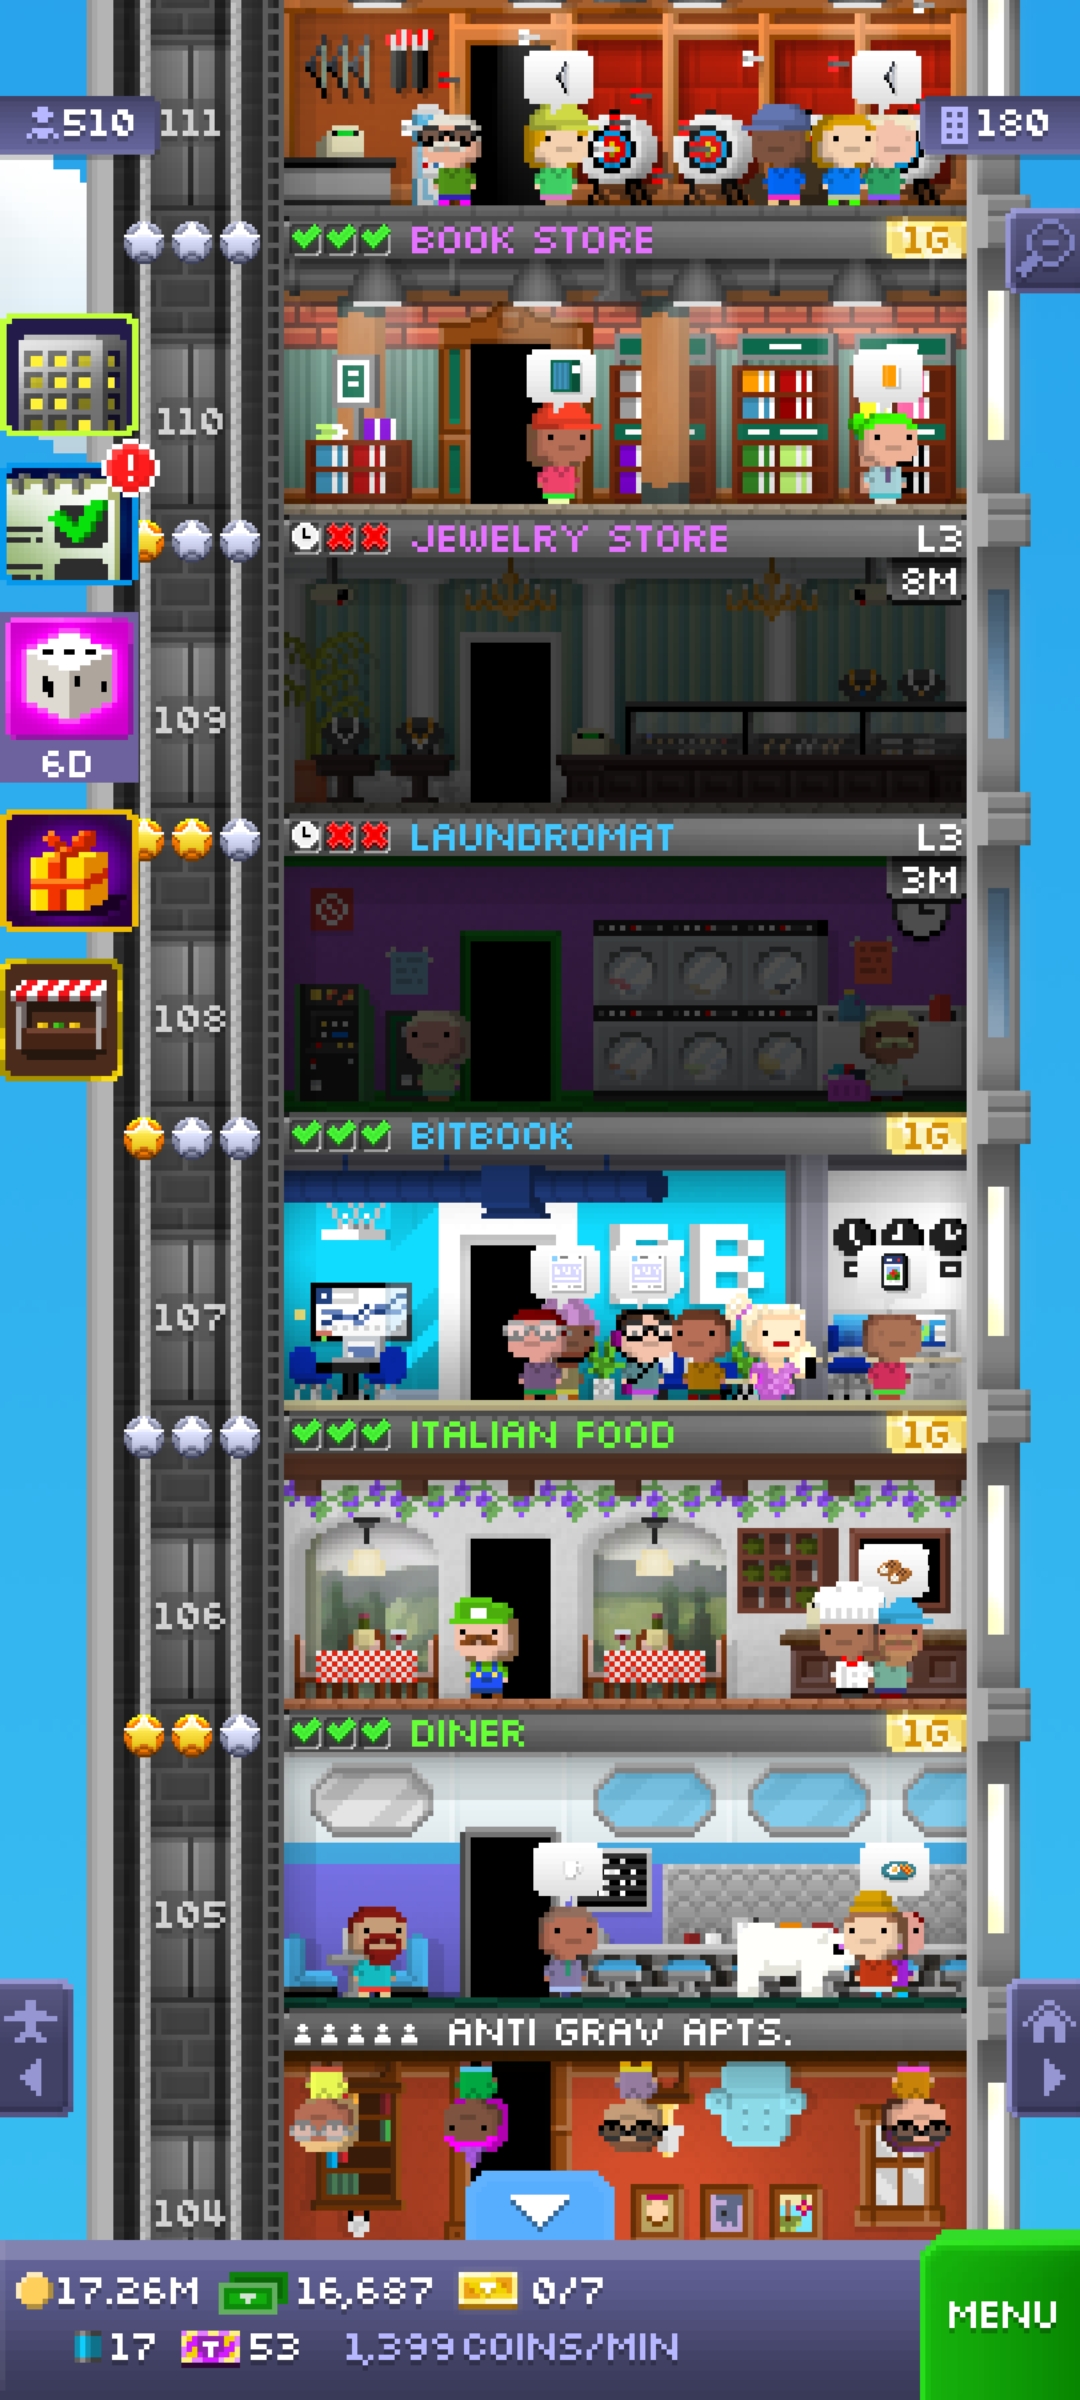 510
111
180
BOOK STORE
1G
110
JEWELRY STORE
L3
8M
109
6D
LAUNDROMAT
L3
3M
108
BITBOOK
1G
B
107
ITALIAN FOOD
1G
106
DINER
1G
105
ANTI GRAV APTS.
104
17.26M 16,687 0/7
17 53 1,399 COINS/MIN
MENU